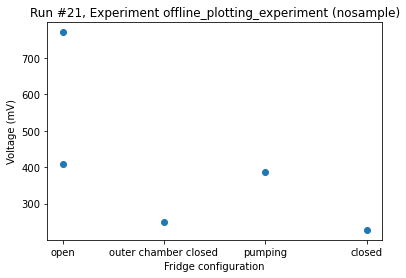 Run #21, Experiment offline_plotting_experiment (nosample)
700
600
500
400
300
Voltage (mV)
open
outer chamber closed
pumping
closed
Fridge configuration